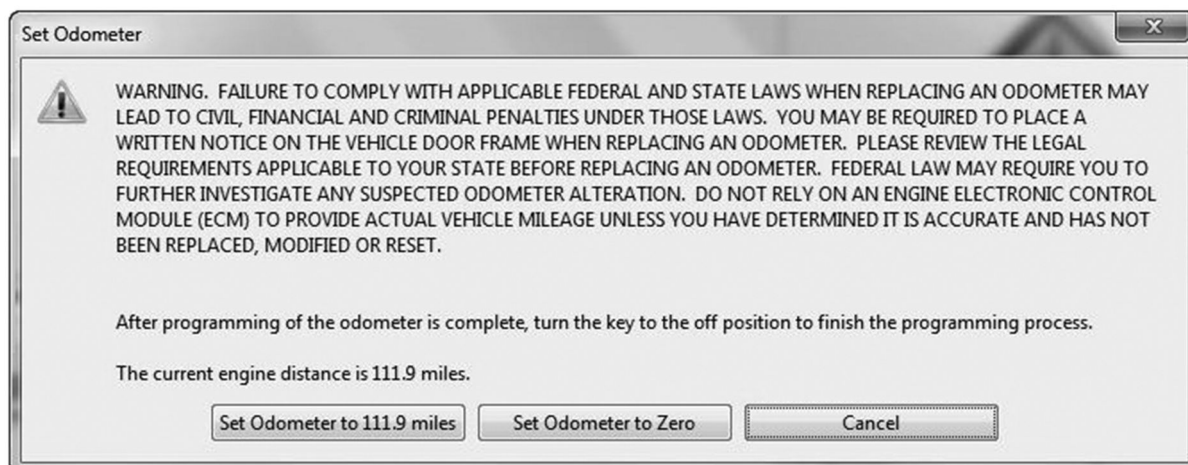 Set Odometer
WARNING.  FAILURE TO COMPLY WITH APPLICABLE FEDERAL AND STATE LAWS WHEN REPLACING AN ODOMETER MAY
LEAD TO CIVIL, FINANCIAL AND CRIMINAL PENALTIES UNDER THOSE LAWS.  YOU MAY BE REQUIRED TO PLACE A
WRITTEN NOTICE ON THE VEHICLE DOOR FRAME WHEN REPLACING AN ODOMETER.  PLEASE REVIEW THE LEGAL
REQUIREMENTS APPLICABLE TO YOUR STATE BEFORE REPLACING AN ODOMETER.  FEDERAL LAW MAY REQUIRE YOU TO
FURTHER INVESTIGATE ANY SUSPECTED ODOMETER ALTERATION.  DO NOT RELY ON AN ENGINE ELECTRONIC CONTROL
MODULE (ECM) TO PROVIDE ACTUAL VEHICLE MILEAGE UNLESS YOU HAVE DETERMINED IT IS ACCURATE AND HAS NOT
BEEN REPLACED, MODIFIED OR RESET.
After programming of the odometer is complete, turn the key to the off position to finish the programming process.
The current engine distance is 111.9 miles.
Set Odometer to 111.9 miles
Set Odometer to Zero
Cancel